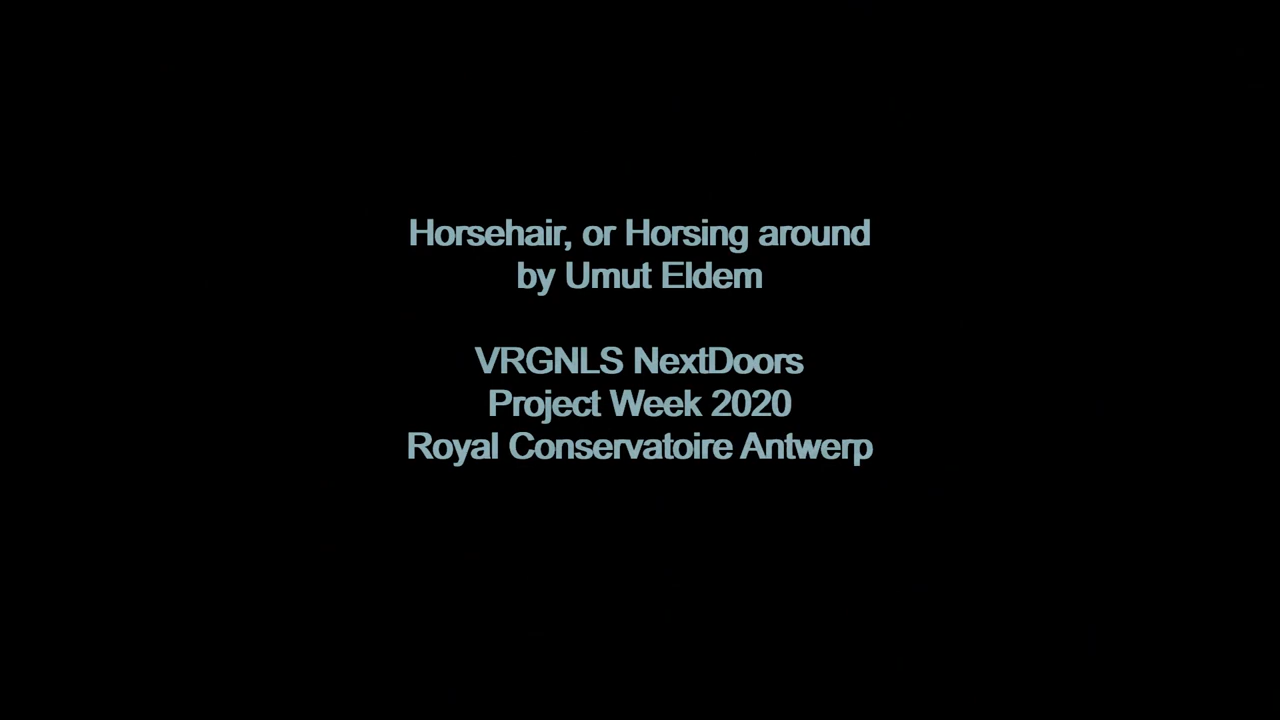 Horsehair, or Horsing around
by Umut Eldem
VRGNLS NextDoors
Project Week 2020
Royal Conservatoire Antwerp